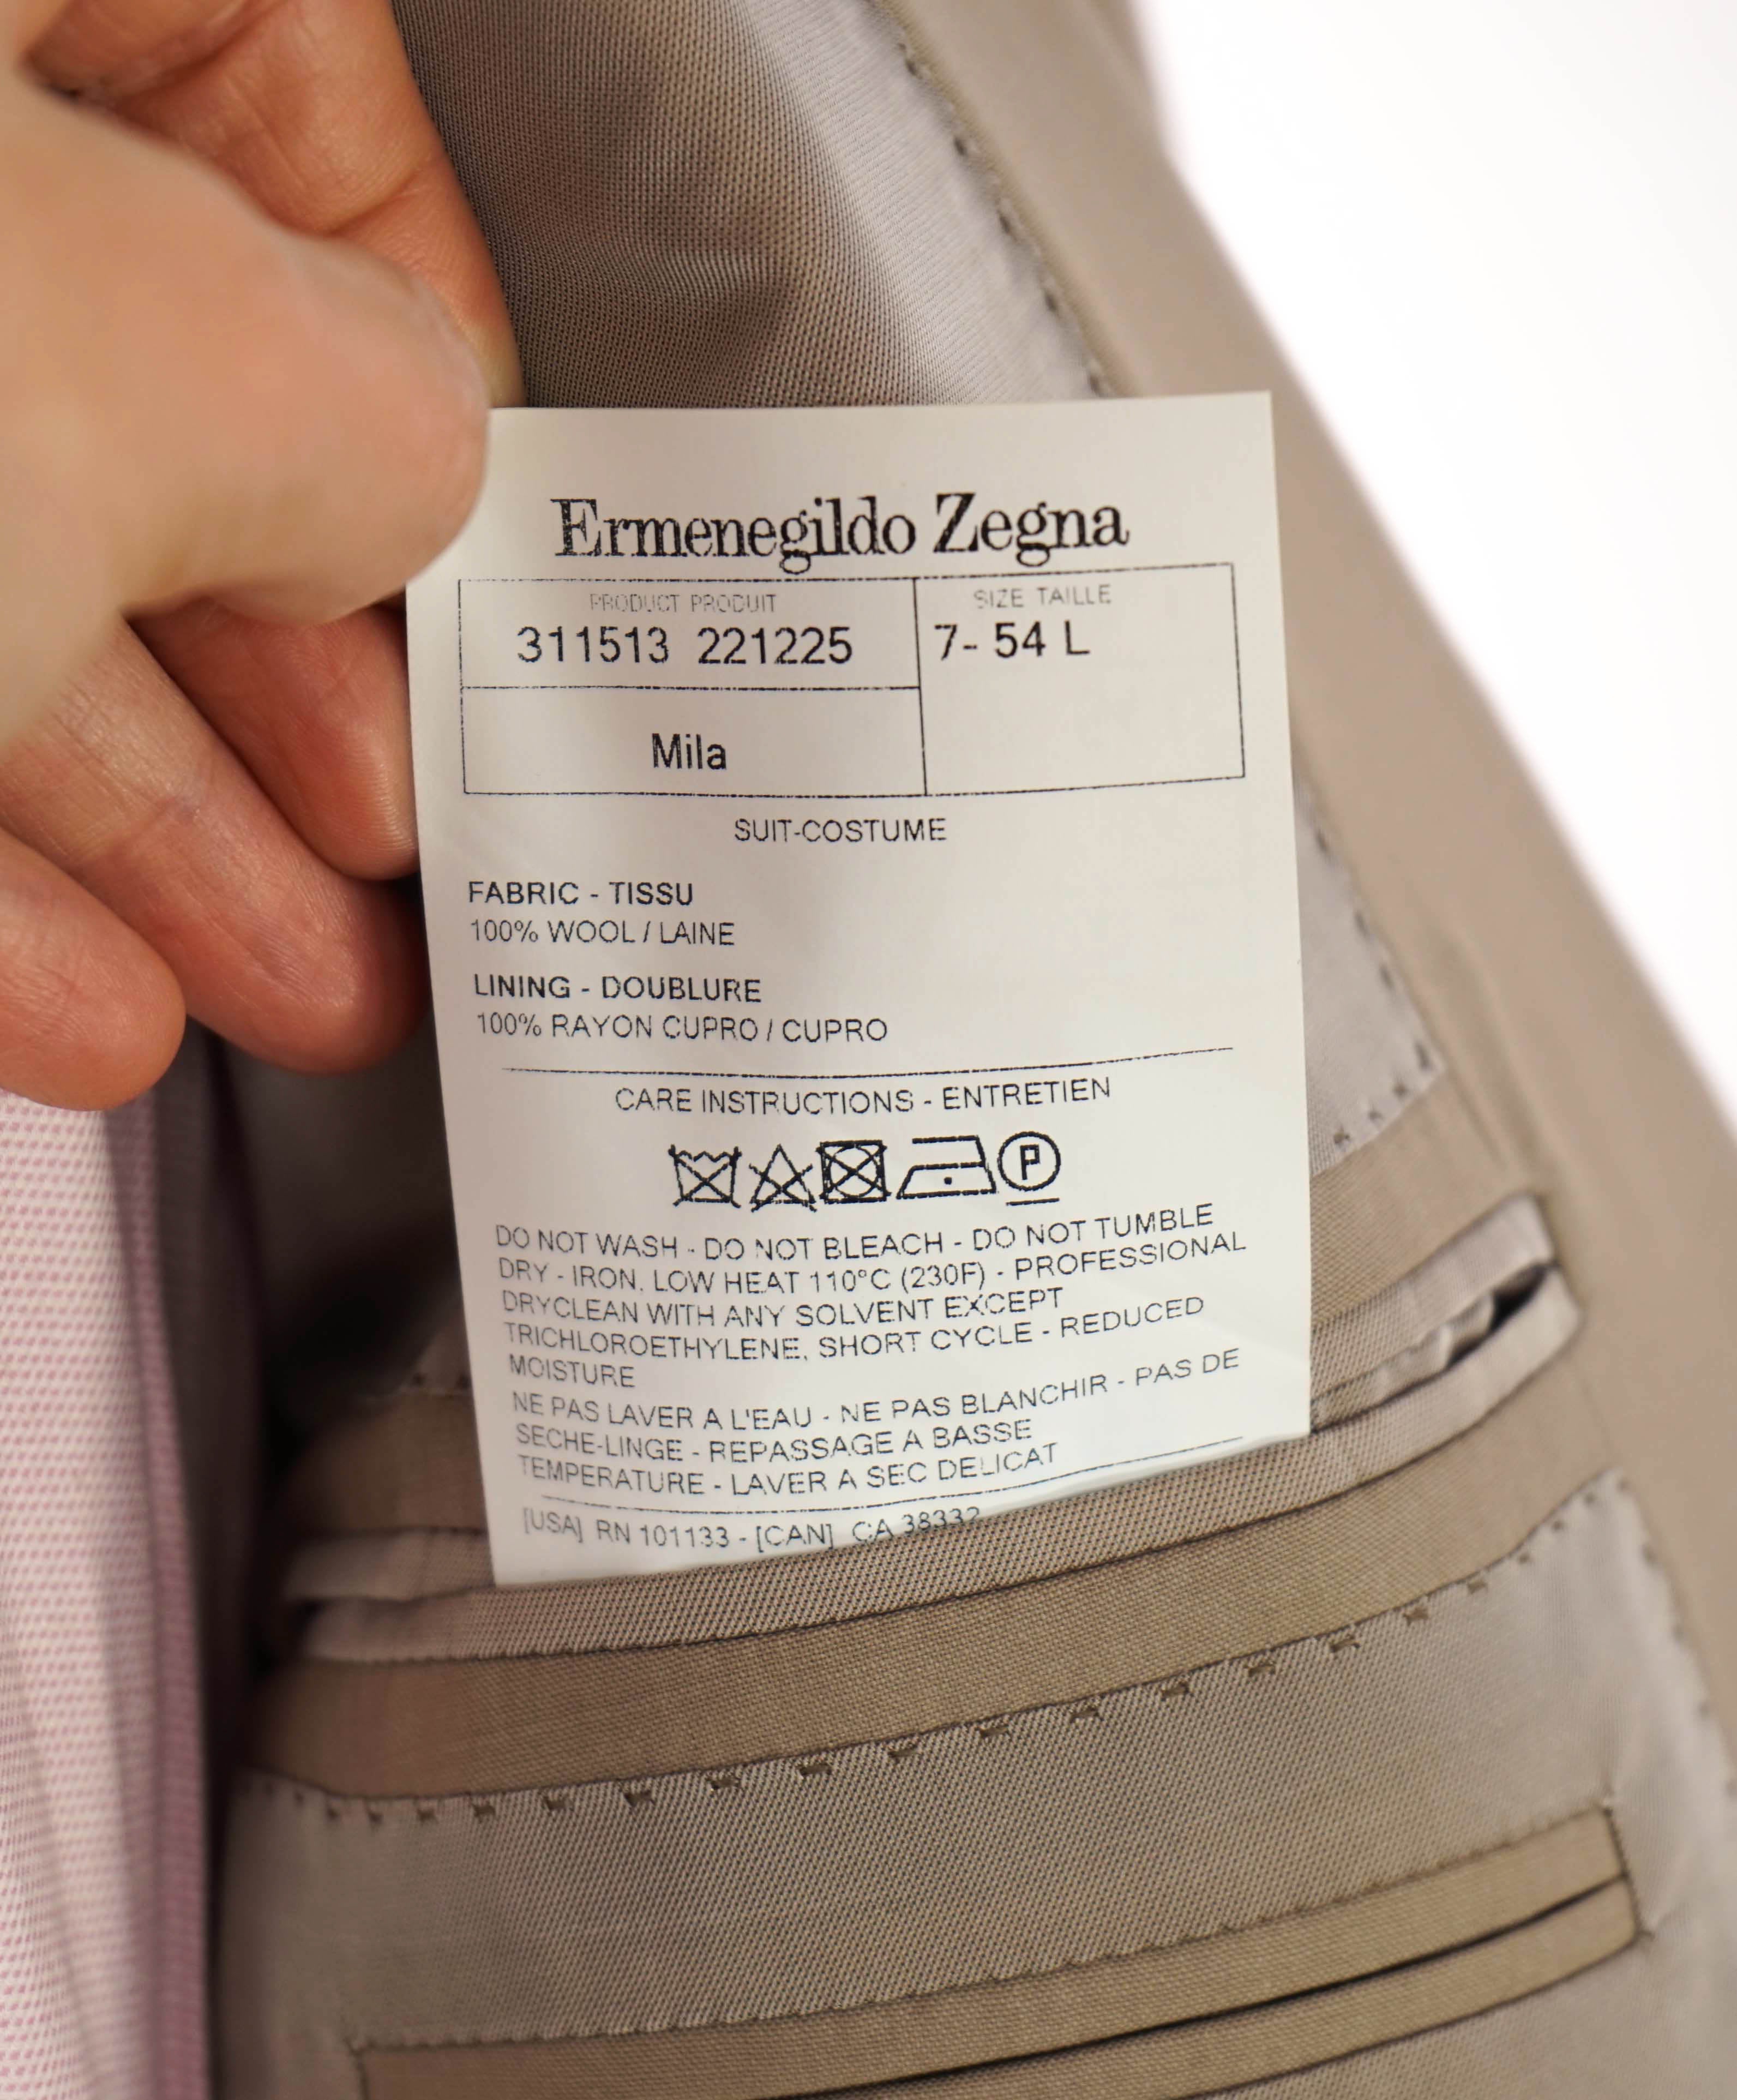 Ermenegildo Zegna
PRODUCT PRODUIT
SIZE TAILLE
311513 221225
7- 54 L
Mila
SUIT-COSTUME
FABRIC - TISSU
100% WOOL / LAINE
LINING - DOUBLURE
100% RAYON CUPRO / CUPRO
CARE INSTRUCTIONS - ENTRETIEN
P
DO NOT WASH - DO NOT BLEACH - DO NOT TUMBLE
DRY - IRON. LOW HEAT 110°C (230F) - PROFESSIONAL
DRYCLEAN WITH ANY SOLVENT EXCEPT
TRICHLOROETHYLENE, SHORT CYCLE - REDUCED
MOISTURE
NE PAS LAVER A L'EAU - NE PAS BLANCHIR - PAS DE
SECHE-LINGE - REPASSAGE A BASSE
TEMPERATURE - LAVER A SEC DELICAT
[USA] RN 101133 - [CAN] CA 38332